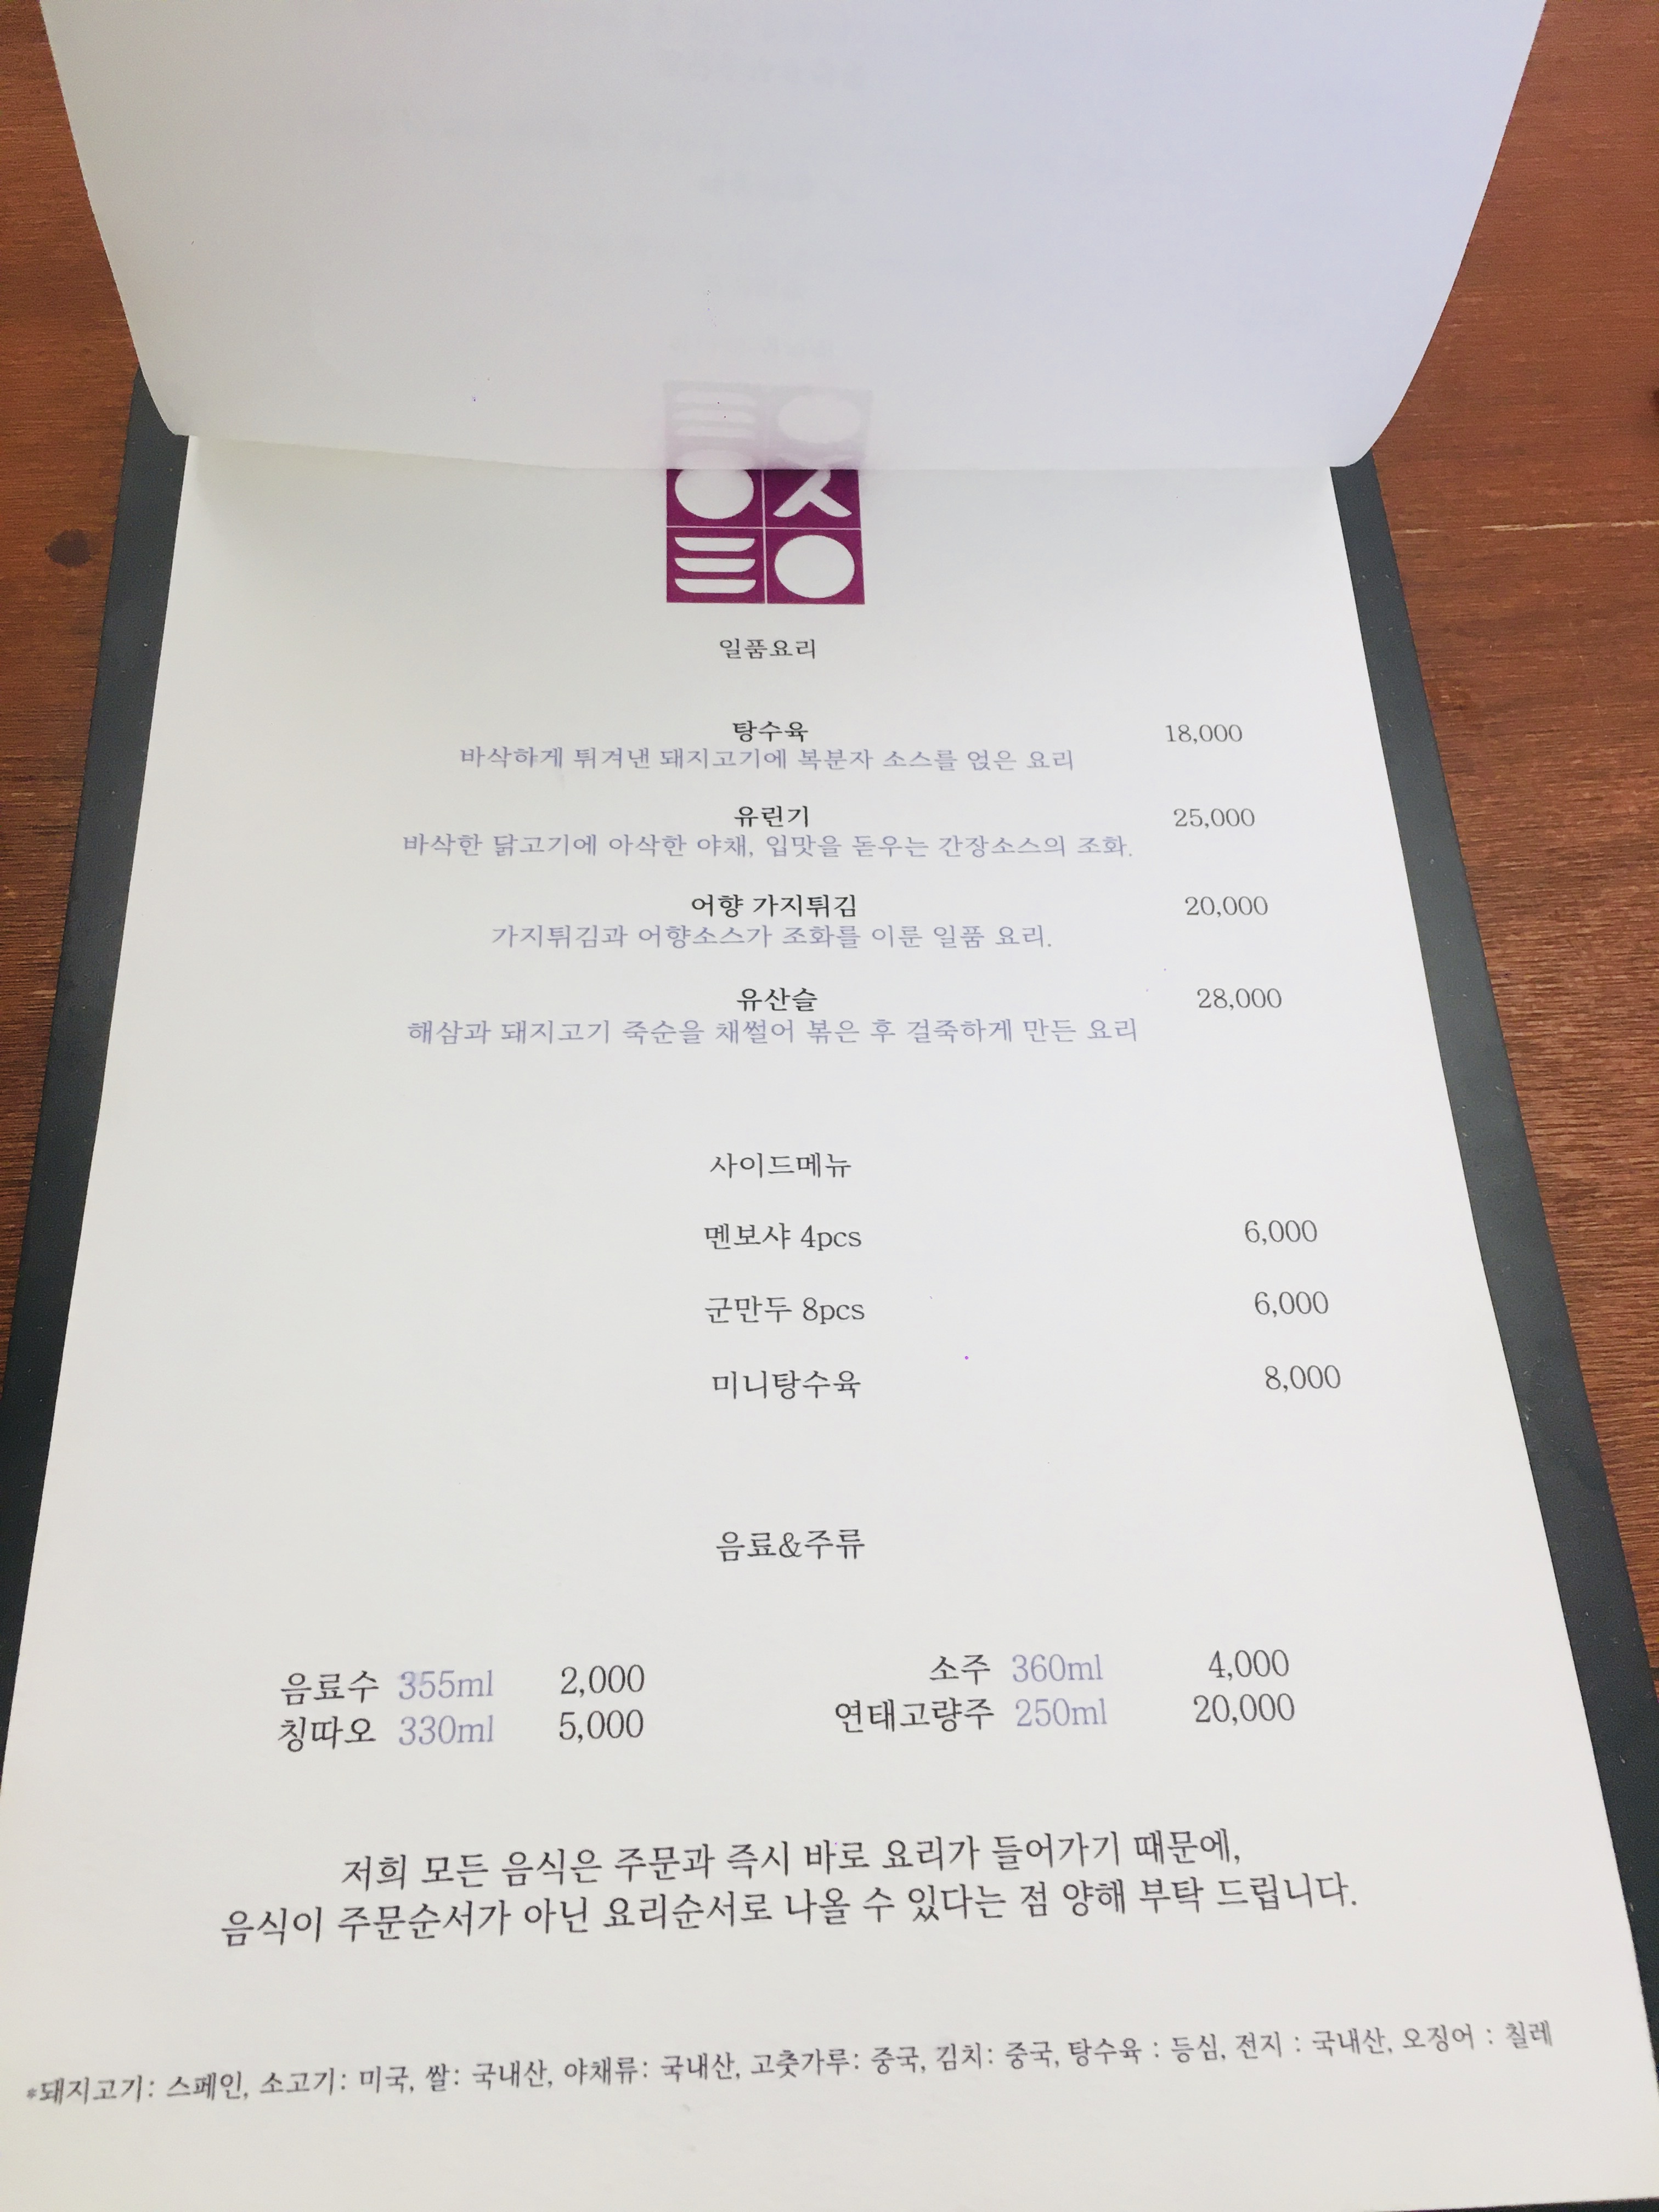 일품요리
탕수육 18,000
바삭하게 튀겨낸 돼지고기에 복분자 소스를 얹은 요리
유린기 25,000
바삭한 닭고기에 아삭한 야채, 입맛을 돋우는 간장소스의 조화.
어향 가지튀김 20,000
가지튀김과 어향소스가 조화를 이룬 일품 요리.
유산슬 28,000
해삼과 돼지고기 죽순을 채썰어 볶은 후 걸죽하게 만든 요리
사이드메뉴
멘보샤 4pcs 6,000
군만두 8pcs 6,000
미니탕수육 8,000
음료&주류
음료수 355ml 2,000 소주 360ml 4,000
칭따오 330ml 5,000 연태고량주 250ml 20,000
저희 모든 음식은 주문과 즉시 바로 요리가 들어가기 때문에,
음식이 주문순서가 아닌 요리순서로 나올 수 있다는 점 양해 부탁 드립니다.
*돼지고기: 스페인, 소고기: 미국, 쌀: 국내산, 야채류: 국내산, 고춧가루: 중국, 김치: 중국, 탕수육 : 등심, 전지 : 국내산, 오징어 : 칠레